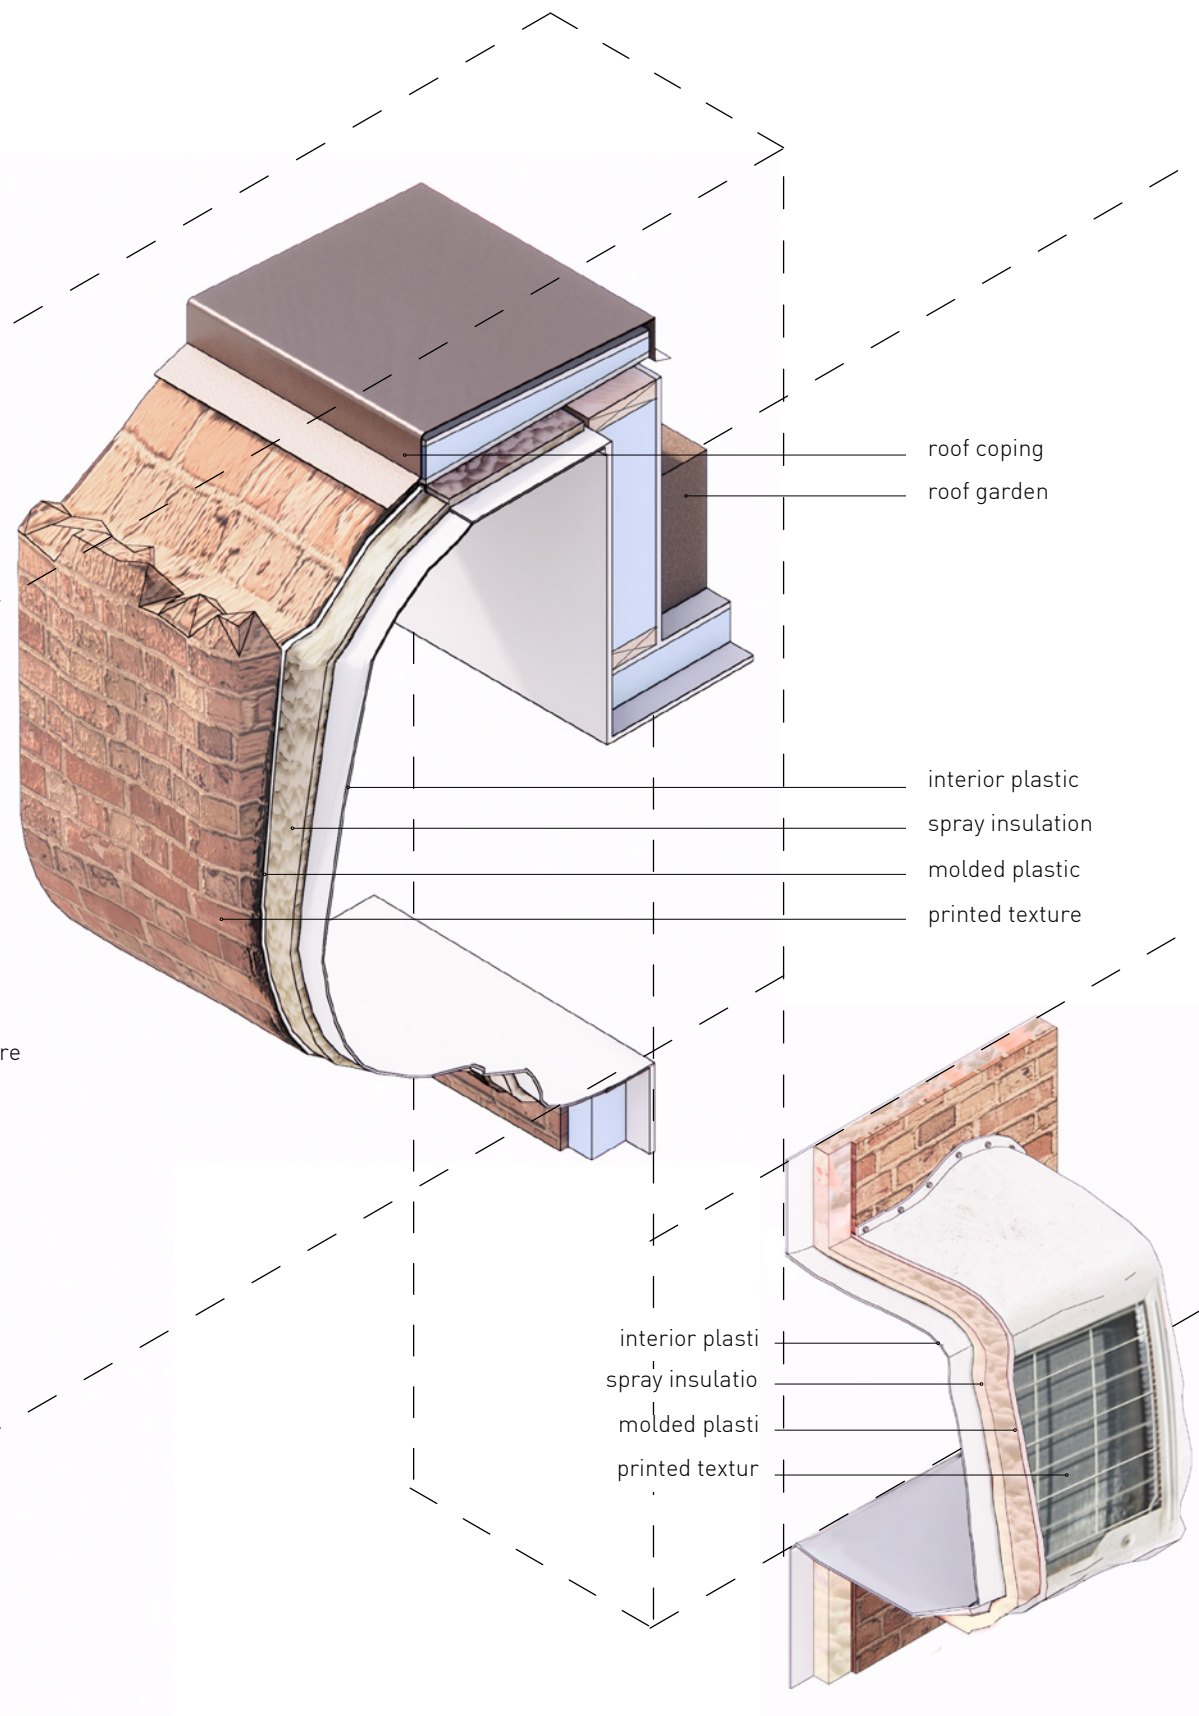 roof coping
roof garden
interior plastic
spray insulation
molded plastic
printed texture
re
interior plasti
spray insulatio
molded plasti
printed textur